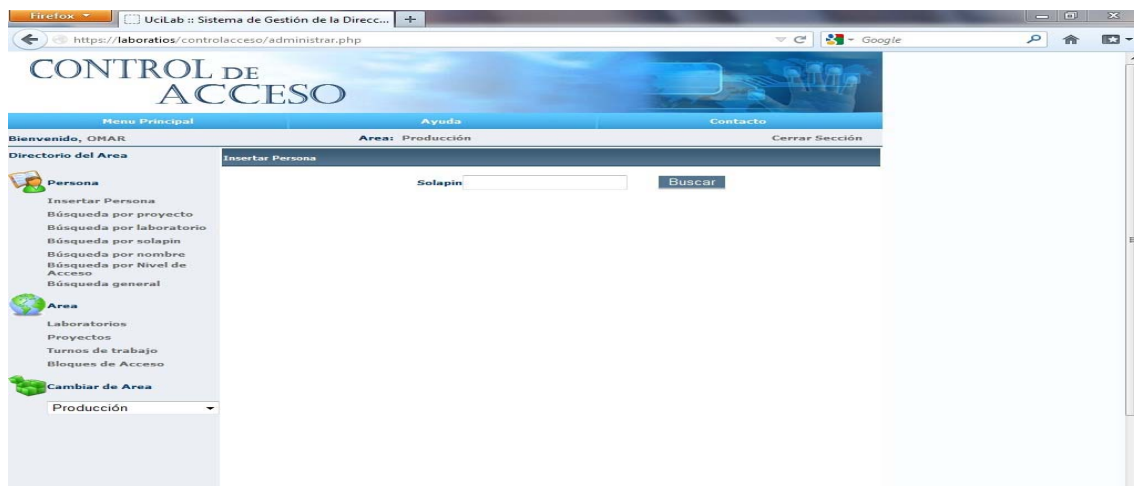 Firefox
UciLab :: Sistema de Gestión de la Direcc...
https://laboratios/controlacceso/administrar.php
Google
CONTROL DE
ACCESO
Menu Principal Ayuda Contacto
Bienvenido, OMAR Area: Producción Cerrar Sección
Directorio del Area
Insertar Persona
Solapin Buscar
Persona
Insertar Persona
Búsqueda por proyecto
Búsqueda por laboratorio
Búsqueda por solapin
Búsqueda por nombre
Búsqueda por Nivel de
Acceso
Búsqueda general
Area
Laboratorios
Proyectos
Turnos de trabajo
Bloques de Acceso
Cambiar de Area
Producción